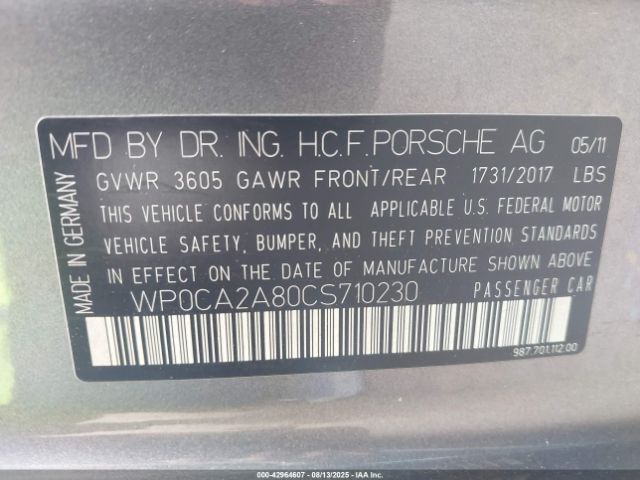 MFD BY DR. ING. H.C.F. PORSCHE AG 05/11
GVWR 3605 GAWR FRONT/REAR 1731/2017 LBS
THIS VEHICLE CONFORMS TO ALL APPLICABLE U.S. FEDERAL MOTOR
VEHICLE SAFETY, BUMPER, AND THEFT PREVENTION STANDARDS
IN EFFECT ON THE DATE OF MANUFACTURE SHOWN ABOVE
WP0CA2A80CS710230 PASSENGER CAR
987.701.112.00
MADE IN GERMANY
000-42964607 - 08/13/2025 - IAAI.COM